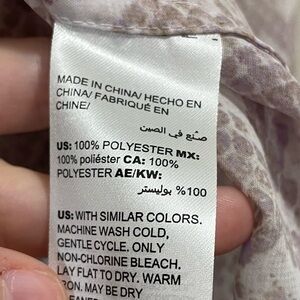 MADE IN CHINA/ HECHO EN
CHINA/ FABRIQUÉ EN
CHINE/
صنع في الصين
US: 100% POLYESTER MX:
100% poliéster CA: 100%
POLYESTER AE/KW:
100% بوليستر
US: WITH SIMILAR COLORS.
MACHINE WASH COLD,
GENTLE CYCLE. ONLY
NON-CHLORINE BLEACH.
LAY FLAT TO DRY. WARM
IRON. MAY BE DRY